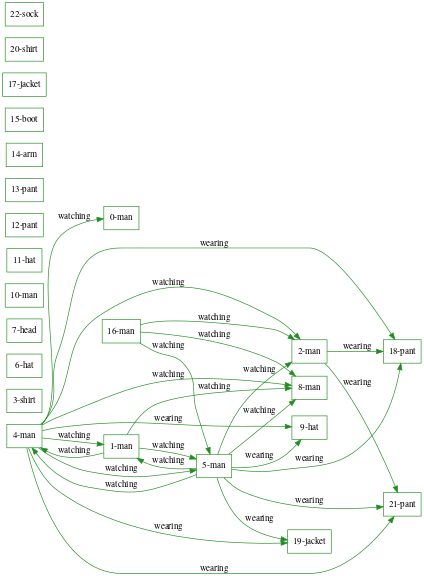 22-sock
20-shirt
17-jacket
15-boot
14-arm
13-pant
12-pant
watching
0-man
wearing
11-hat
watching
10-man
watching
7-head
16-man
watching
watching
2-man
wearing
18-pant
6-hat
watching
watching
wearing
3-shirt
watching
8-man
watching
wearing
9-hat
4-man
watching
1-man
watching
watching
watching
5-man
wearing
wearing
watching
watching
wearing
21-pant
wearing
wearing
19-jacket
wearing